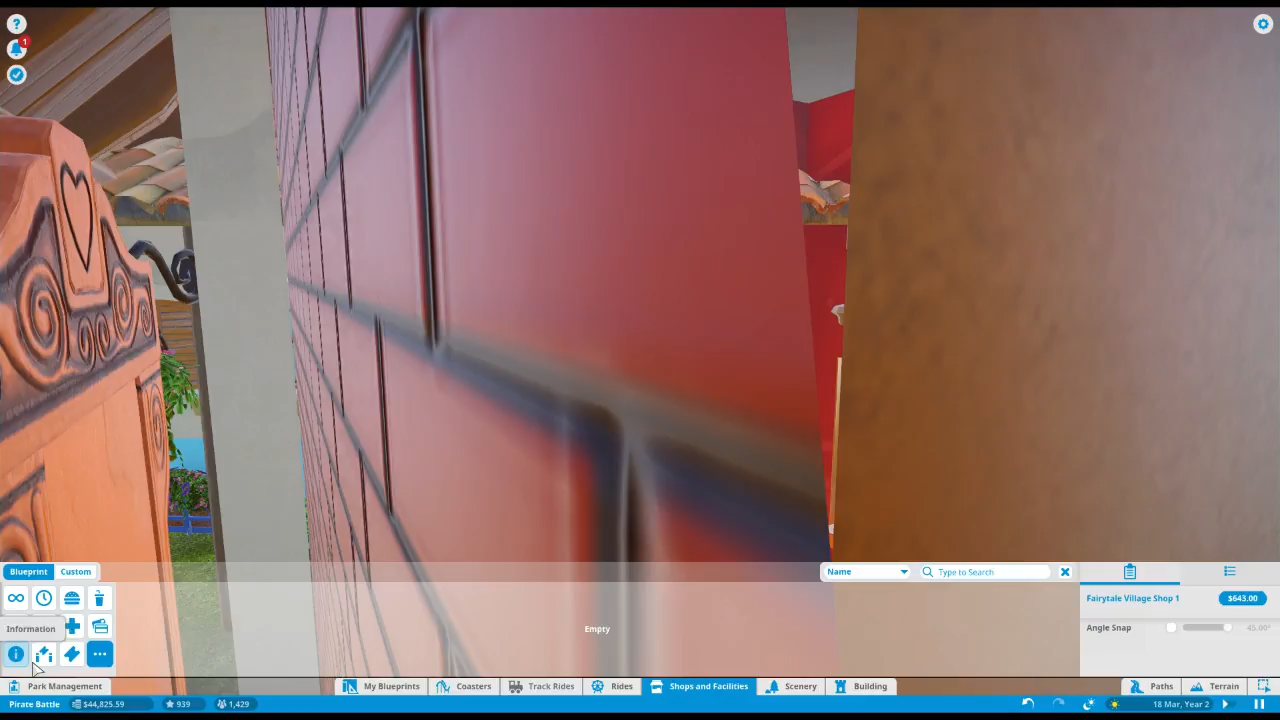 ?
1
Blueprint
Custom
Name
Type to Search
Information
Empty
Fairytale Village Shop 1
$643.00
Angle Snap
45.00°
Park Management
My Blueprints
Coasters
Track Rides
Rides
Shops and Facilities
Scenery
Building
Paths
Terrain
Pirate Battle
$44,825.59
939
1,429
18 Mar, Year 2